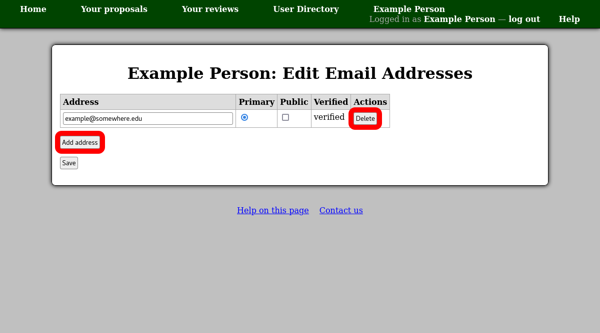 Home Your proposals Your reviews User Directory Example Person
Logged in as Example Person — log out Help
Example Person: Edit Email Addresses
Address Primary Public Verified Actions
example@somewhere.edu verified Delete
Add address
Save
Help on this page Contact us